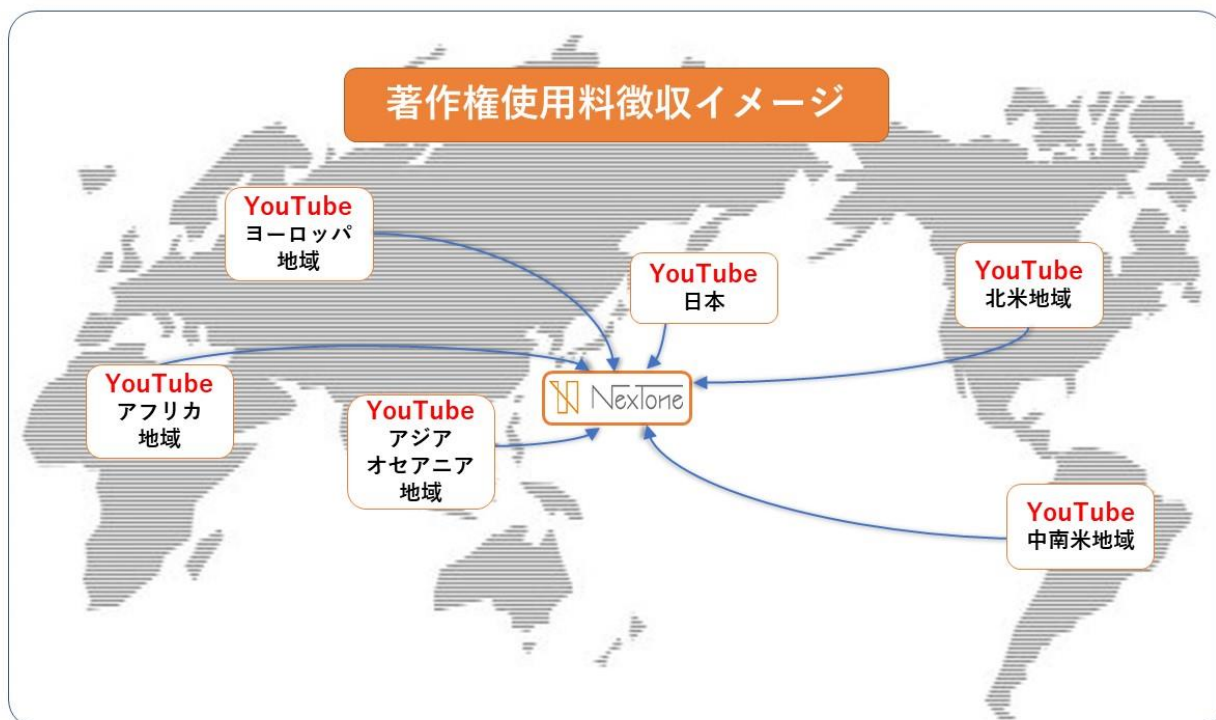 著作権使用料徴収イメージ
YouTube
ヨーロッパ
地域
YouTube
日本
YouTube
北米地域
YouTube
アフリカ
地域
YouTube
アジア
オセアニア
地域
NexTone
YouTube
中南米地域